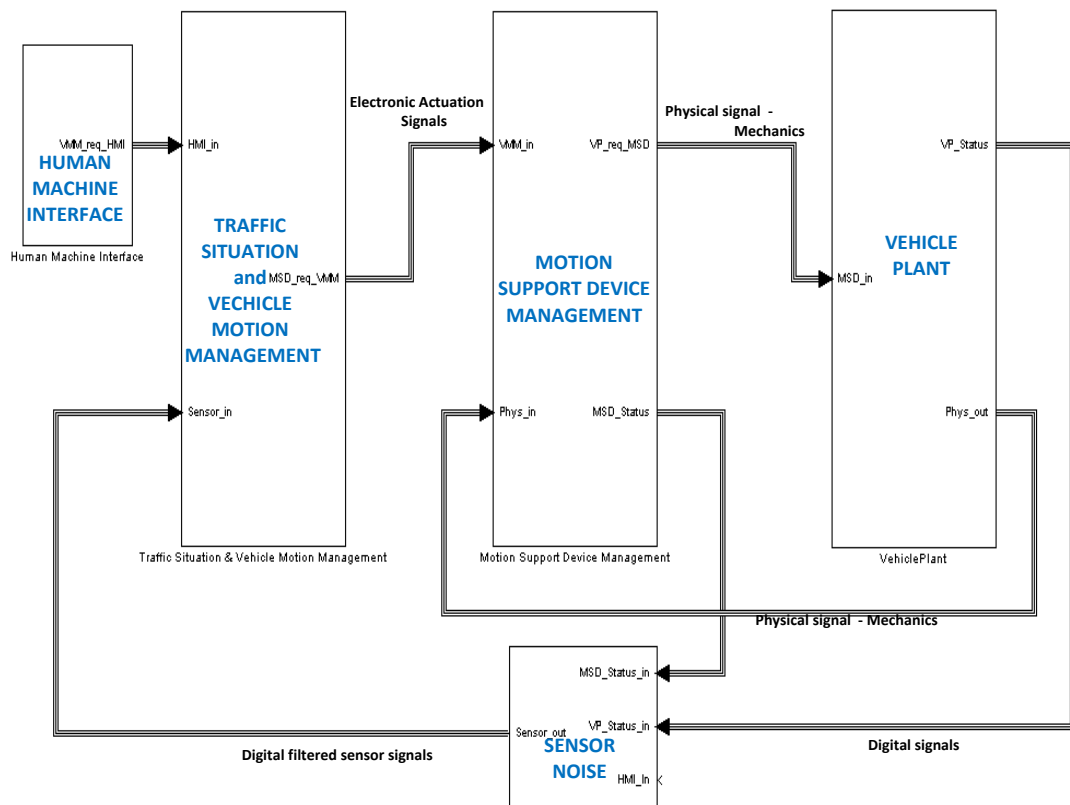 Electronic Actuation
Signals
Physical signal -
Mechanics
VMM_req_HMI
HMI_in
VMM_in
VP_req_MSD
VP_Status
HUMAN
MACHINE
INTERFACE
Human Machine Interface
TRAFFIC
SITUATION
and
VECHICLE
MOTION
MANAGEMENT
MSD_req_VMM
MOTION
SUPPORT DEVICE
MANAGEMENT
VEHICLE
PLANT
MSD_in
Sensor_in
Phys_in
MSD_Status
Phys_out
Traffic Situation & Vehicle Motion Management
Motion Support Device Management
VehiclePlant
Physical signal - Mechanics
MSD_Status_in
Sensor_out
VP_Status_in
SENSOR
NOISE
HMI_In
Digital filtered sensor signals
Digital signals